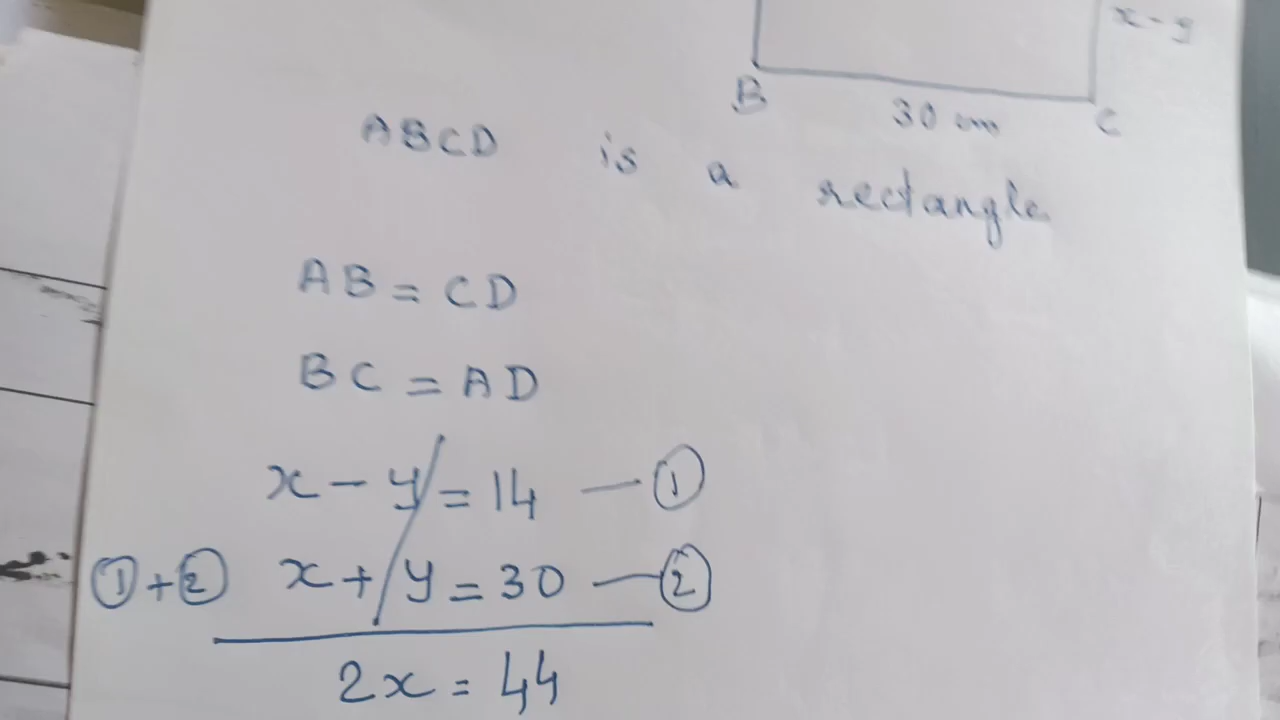 x-y
B
30 cm
C
ABCD is a rectangle
AB = CD
BC = AD
x - y = 14 — ①
①+② x + y = 30 — ②
2x = 44